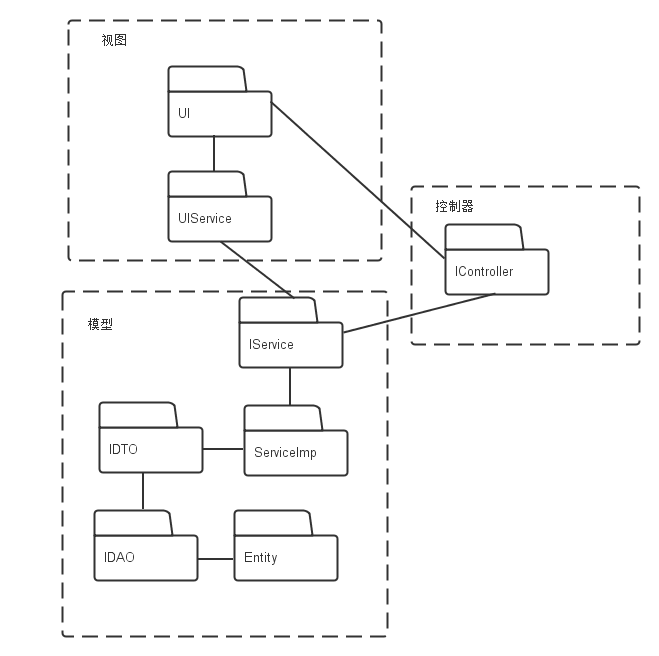 视图
UI
UIService
控制器
IController
模型
IService
IDTO
ServiceImp
IDAO
Entity